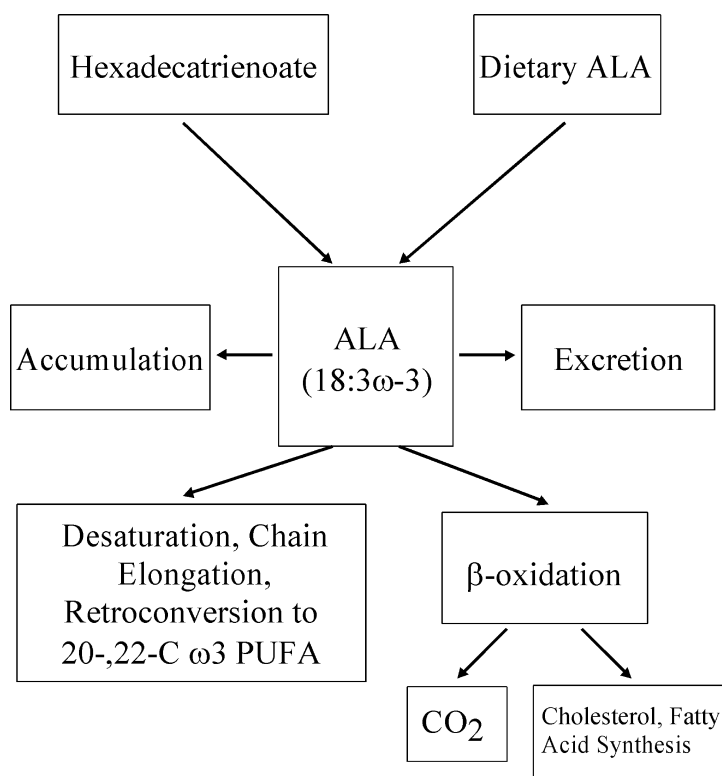 Hexadecatrienoate
Dietary ALA
ALA
(18:3ω-3)
Accumulation
Excretion
Desaturation, Chain
Elongation,
Retroconversion to
20-,22-C ω3 PUFA
β-oxidation
CO2
Cholesterol, Fatty
Acid Synthesis